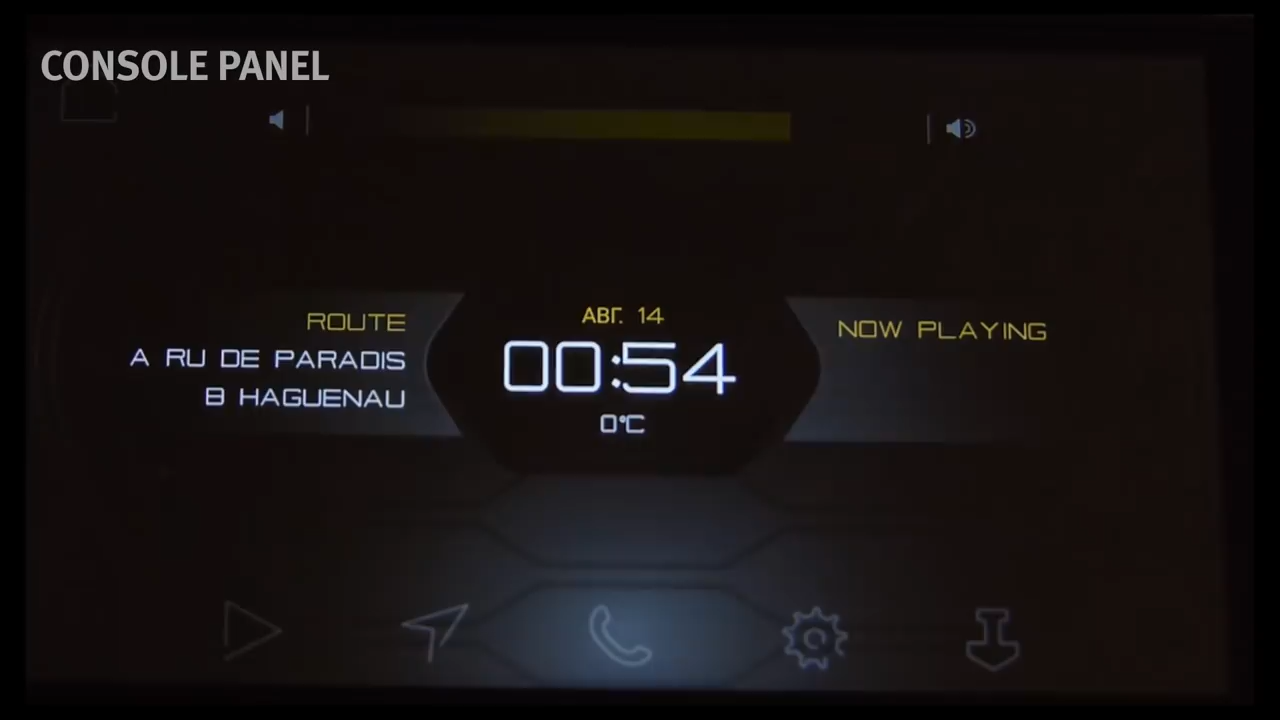 CONSOLE PANEL
ROUTE
A RU DE PARADIS
B HAGUENAU
АВГ. 14
00:54
0°C
NOW PLAYING